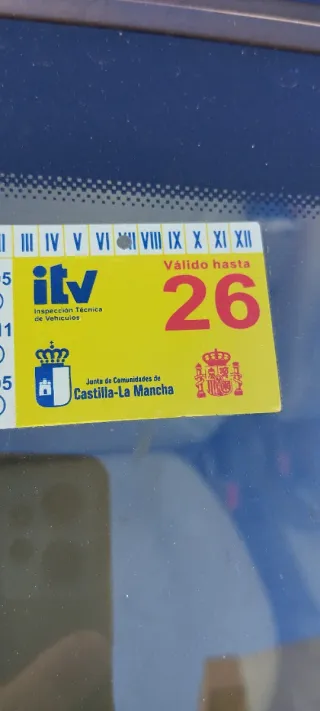 III IV V VI VII VIII IX X XI XII
Válido hasta
itv
26
Inspección Técnica
de Vehículos
Junta de Comunidades de
Castilla-La Mancha